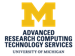 M
ADVANCED
RESEARCH COMPUTING
TECHNOLOGY SERVICES
UNIVERSITY OF MICHIGAN